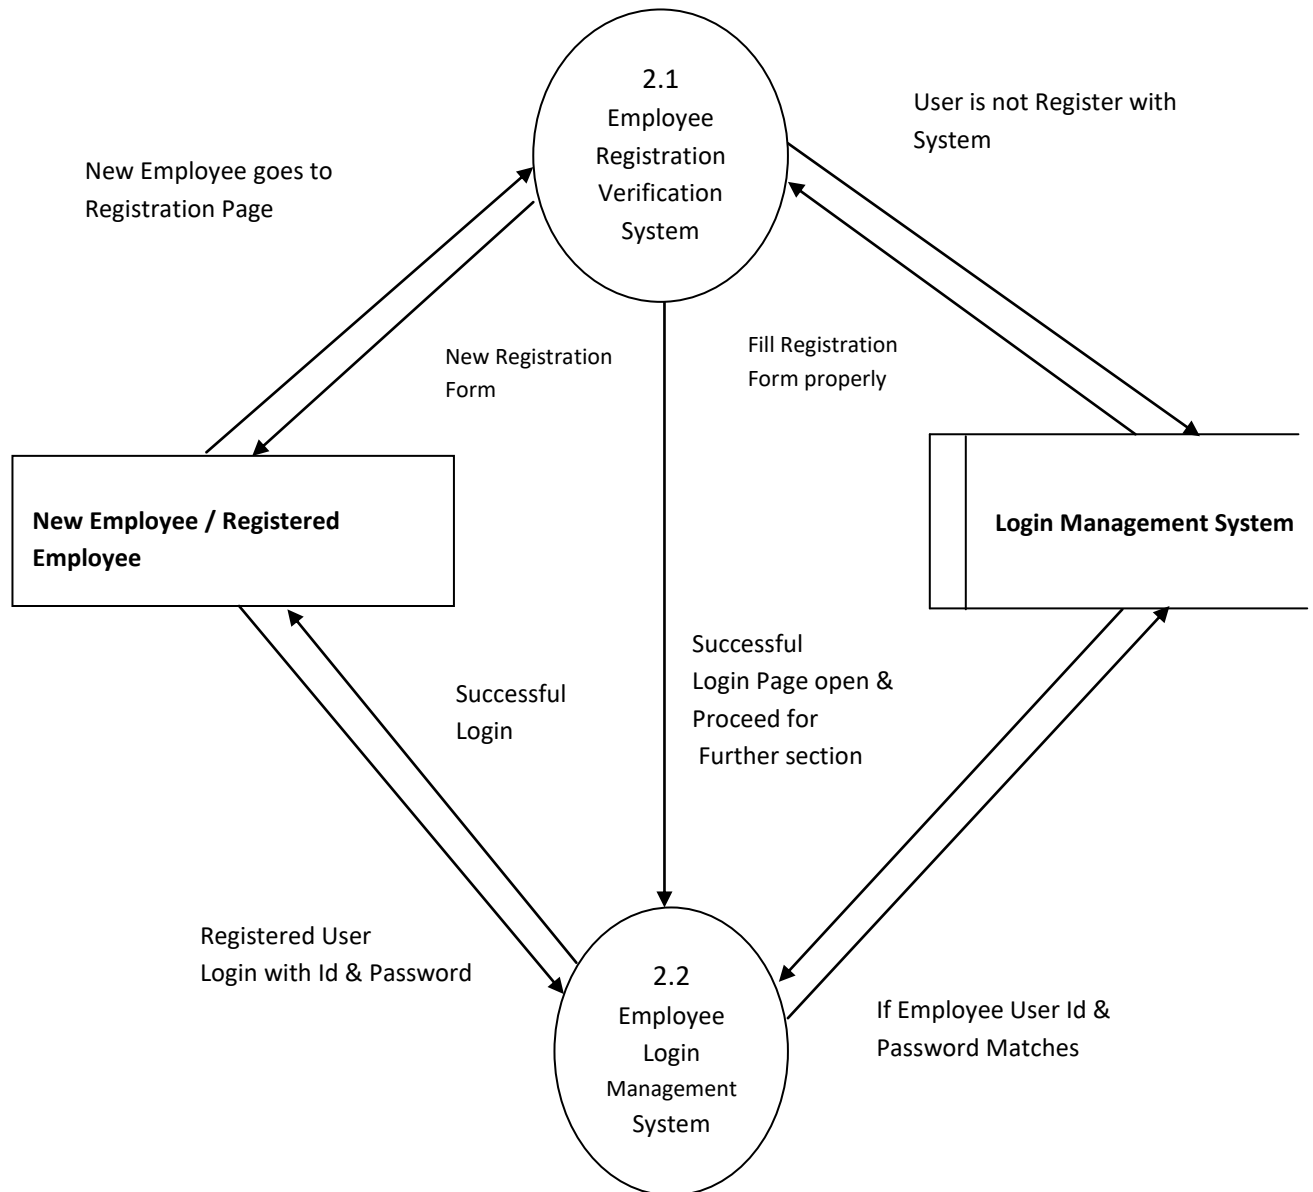 2.1
Employee
Registration
Verification
System
User is not Register with
System
New Employee goes to
Registration Page
New Registration
Form
Fill Registration
Form properly
New Employee / Registered
Employee
Login Management System
Successful
Login
Successful
Login Page open &
Proceed for
Further section
Registered User
Login with Id & Password
2.2
Employee
Login
Management
System
If Employee User Id &
Password Matches